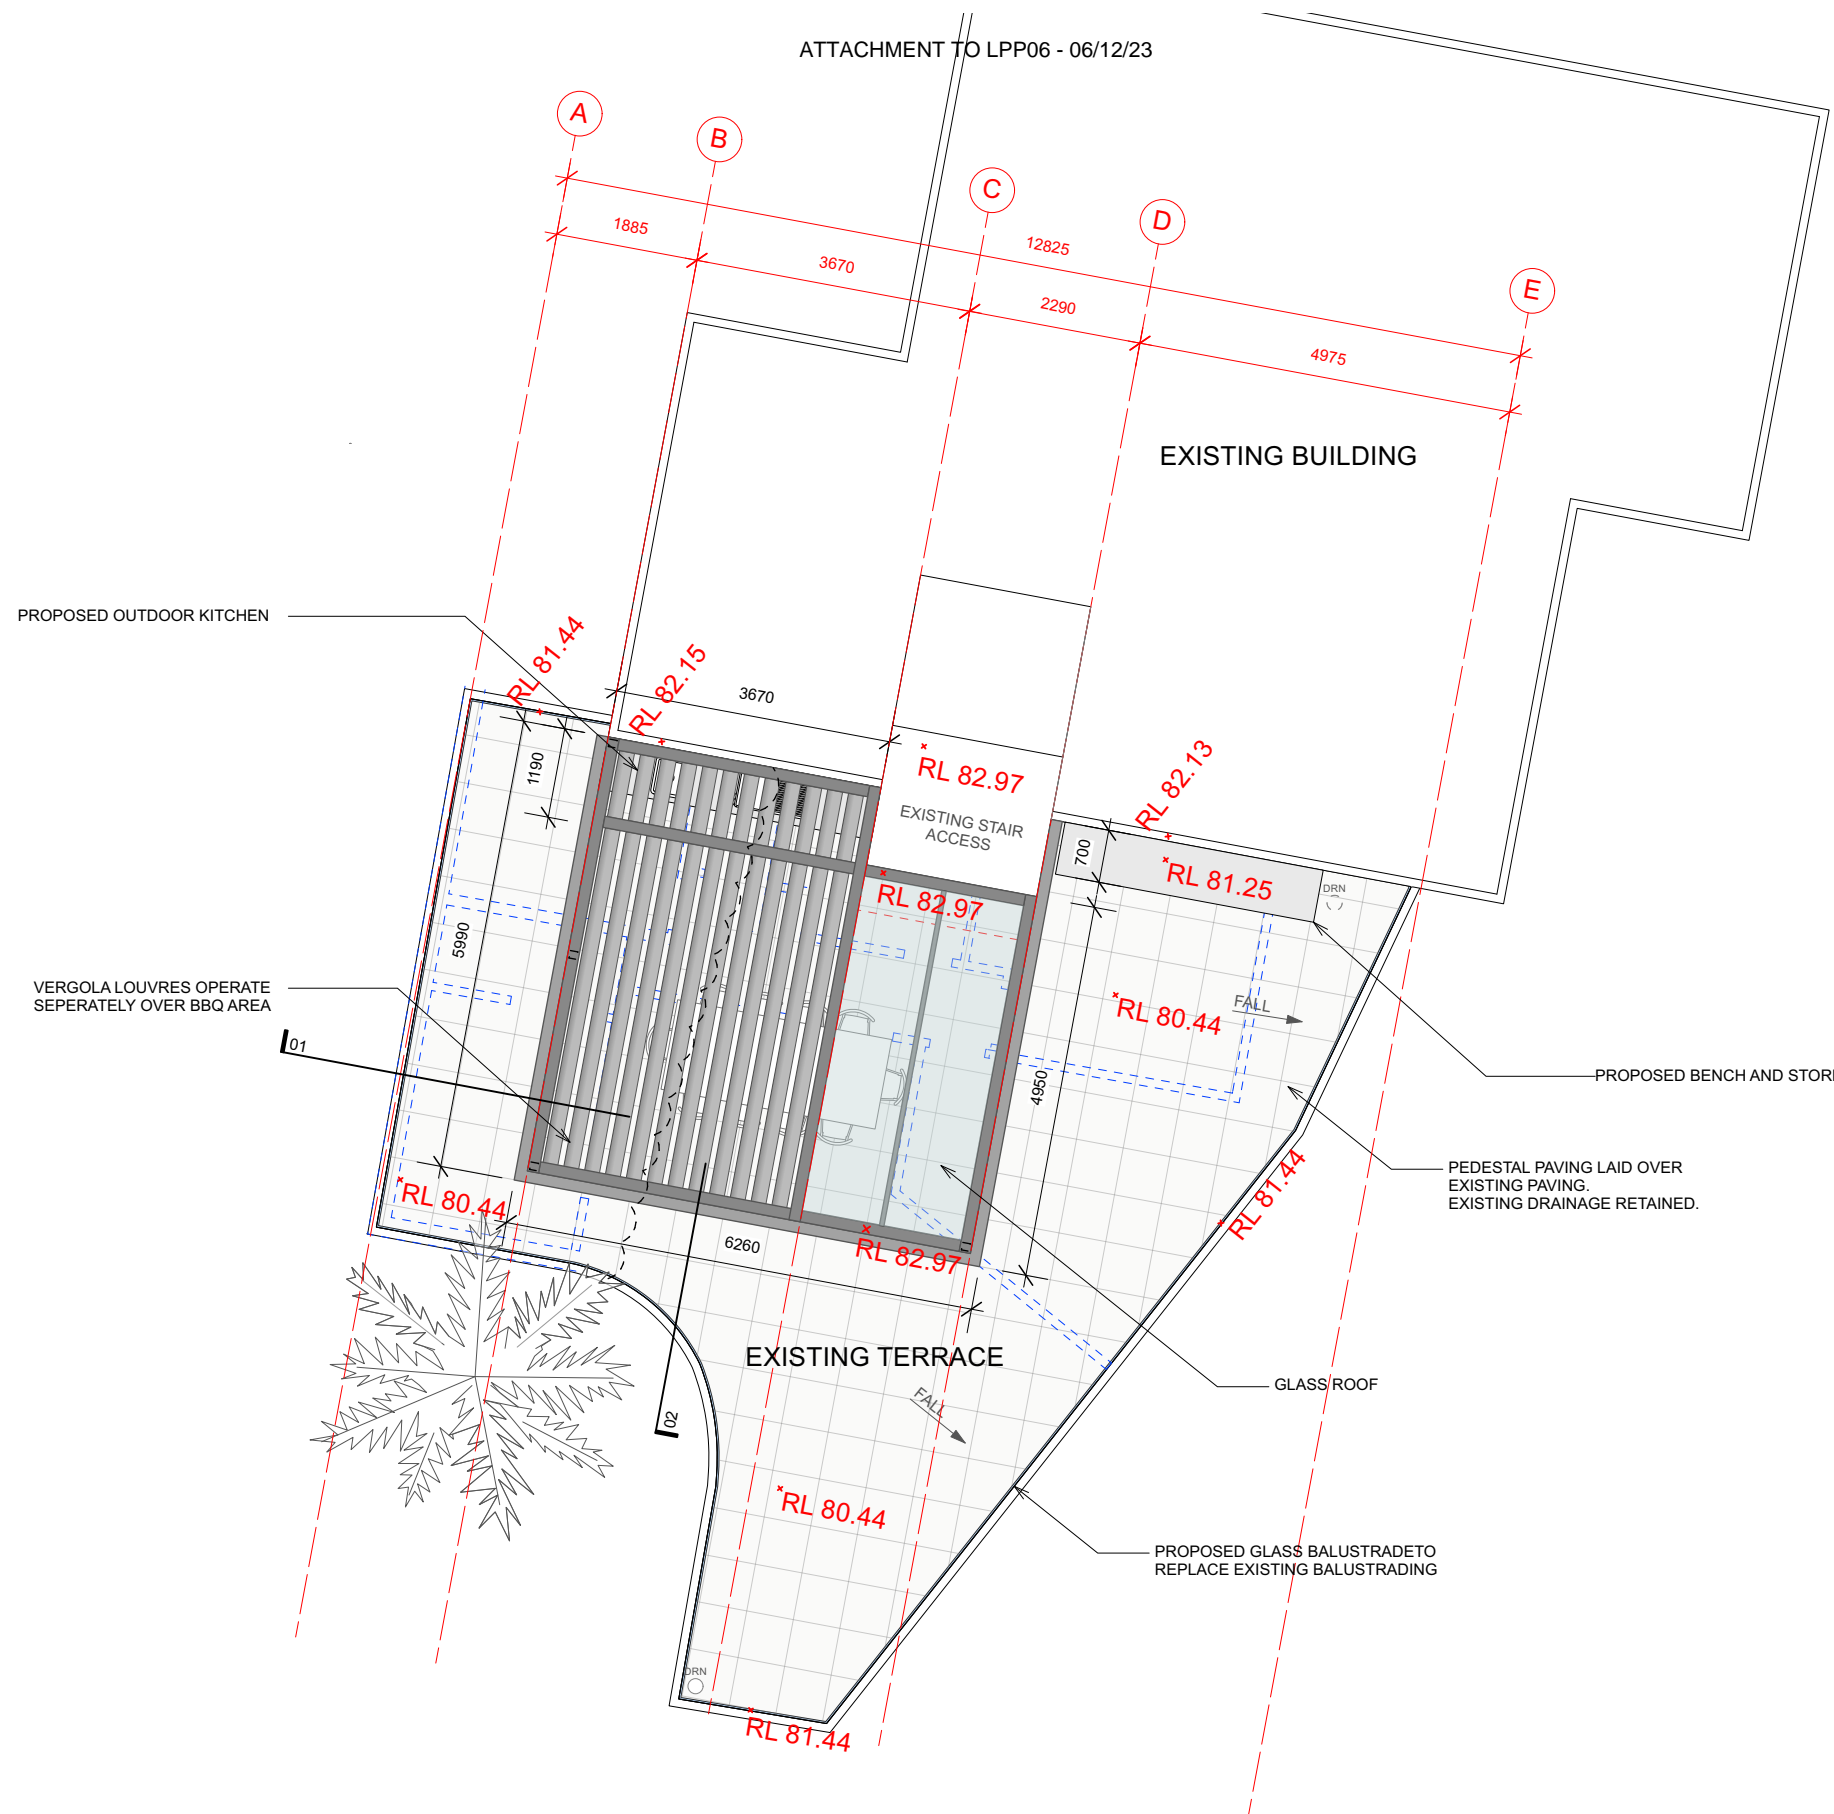 ATTACHMENT TO LPP06 - 06/12/23
A
B
C
D
E
12825
1885
3670
2290
4975
EXISTING BUILDING
PROPOSED OUTDOOR KITCHEN
RL 81.44
RL 82.15
3670
1190
RL 82.97
EXISTING STAIR
ACCESS
RL 82.13
700
RL 81.25
DRN
RL 82.97
5990
VERGOLA LOUVRES OPERATE
SEPERATELY OVER BBQ AREA
01
RL 80.44
FALL
4950
PROPOSED BENCH AND STOR
PEDESTAL PAVING LAID OVER
EXISTING PAVING.
EXISTING DRAINAGE RETAINED.
RL 80.44
RL 81.44
6260
RL 82.97
EXISTING TERRACE
GLASS ROOF
FALL
02
RL 80.44
PROPOSED GLASS BALUSTRADETO
REPLACE EXISTING BALUSTRADING
DRN
RL 81.44